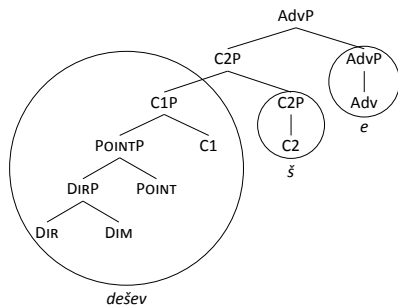 AdvP
C2P AdvP
C1P C2P Adv
POINTP C1 C2 e
DIRP POINT š
DIR DIM
dešev